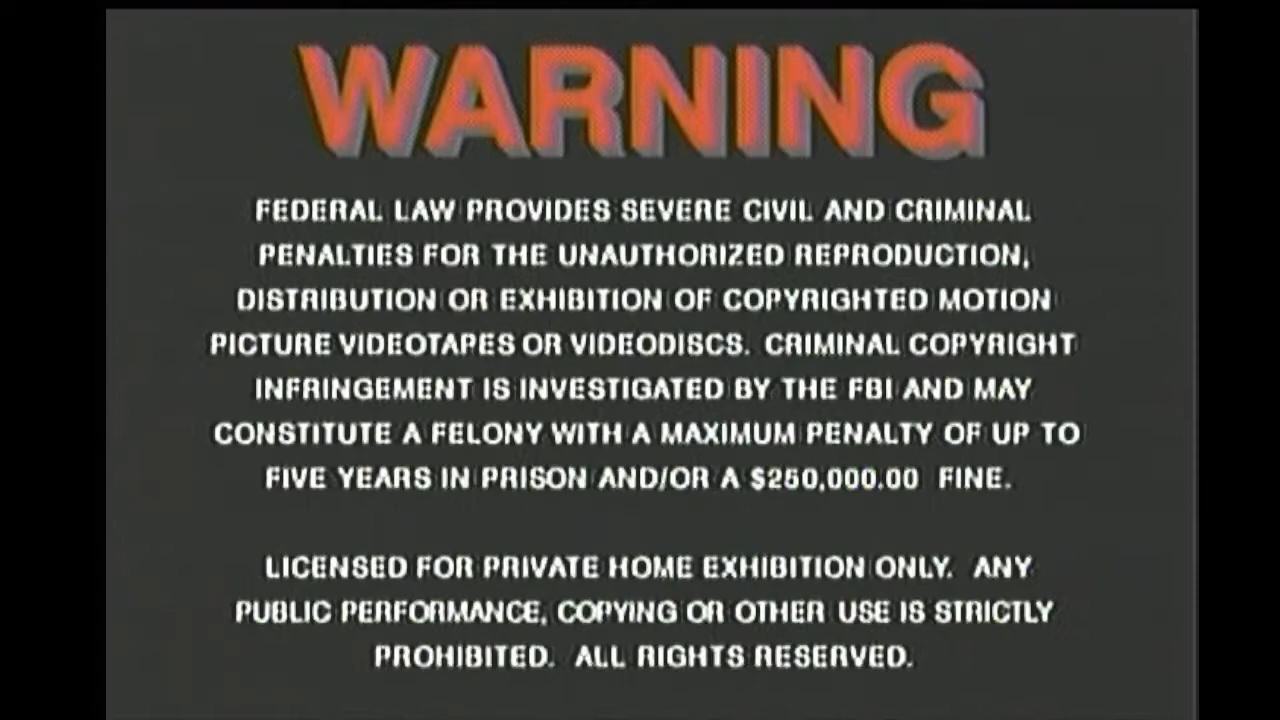 WARNING
FEDERAL LAW PROVIDES SEVERE CIVIL AND CRIMINAL
PENALTIES FOR THE UNAUTHORIZED REPRODUCTION,
DISTRIBUTION OR EXHIBITION OF COPYRIGHTED MOTION
PICTURE VIDEOTAPES OR VIDEODISCS. CRIMINAL COPYRIGHT
INFRINGEMENT IS INVESTIGATED BY THE FBI AND MAY
CONSTITUTE A FELONY WITH A MAXIMUM PENALTY OF UP TO
FIVE YEARS IN PRISON AND/OR A $250,000.00 FINE.
LICENSED FOR PRIVATE HOME EXHIBITION ONLY. ANY
PUBLIC PERFORMANCE, COPYING OR OTHER USE IS STRICTLY
PROHIBITED. ALL RIGHTS RESERVED.